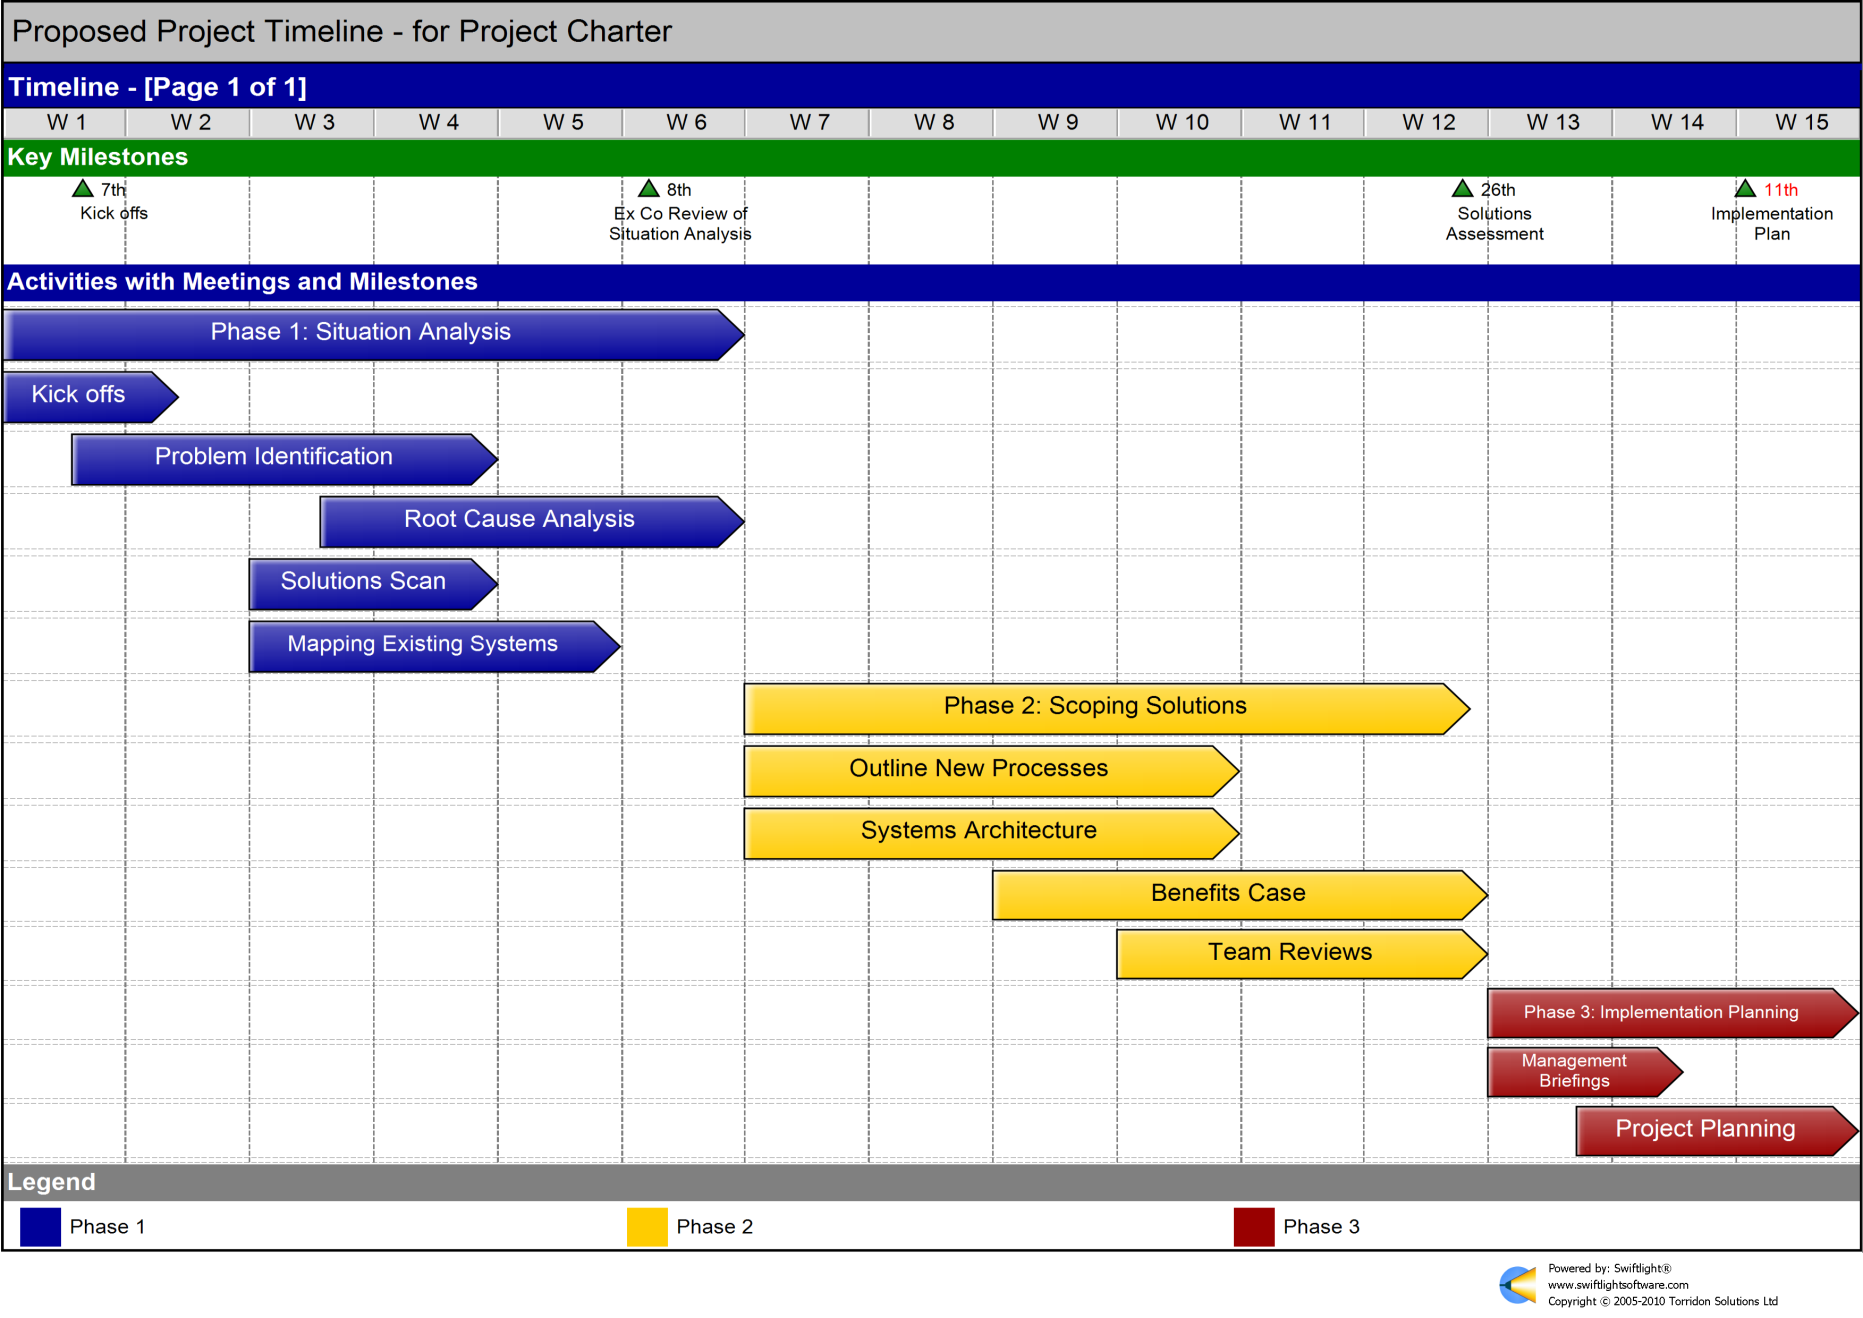 Proposed Project Timeline - for Project Charter
Timeline - [Page 1 of 1]
W 1 W 2 W 3 W 4 W 5 W 6 W 7 W 8 W 9 W 10 W 11 W 12 W 13 W 14 W 15
Key Milestones
7th
Kick offs
8th
Ex Co Review of
Situation Analysis
26th
Solutions
Assessment
11th
Implementation
Plan
Activities with Meetings and Milestones
Phase 1: Situation Analysis
Kick offs
Problem Identification
Root Cause Analysis
Solutions Scan
Mapping Existing Systems
Phase 2: Scoping Solutions
Outline New Processes
Systems Architecture
Benefits Case
Team Reviews
Phase 3: Implementation Planning
Management
Briefings
Project Planning
Legend
Phase 1
Phase 2
Phase 3
Powered by: Swiftlight®
www.swiftlightsoftware.com
Copyright © 2005-2010 Torridon Solutions Ltd